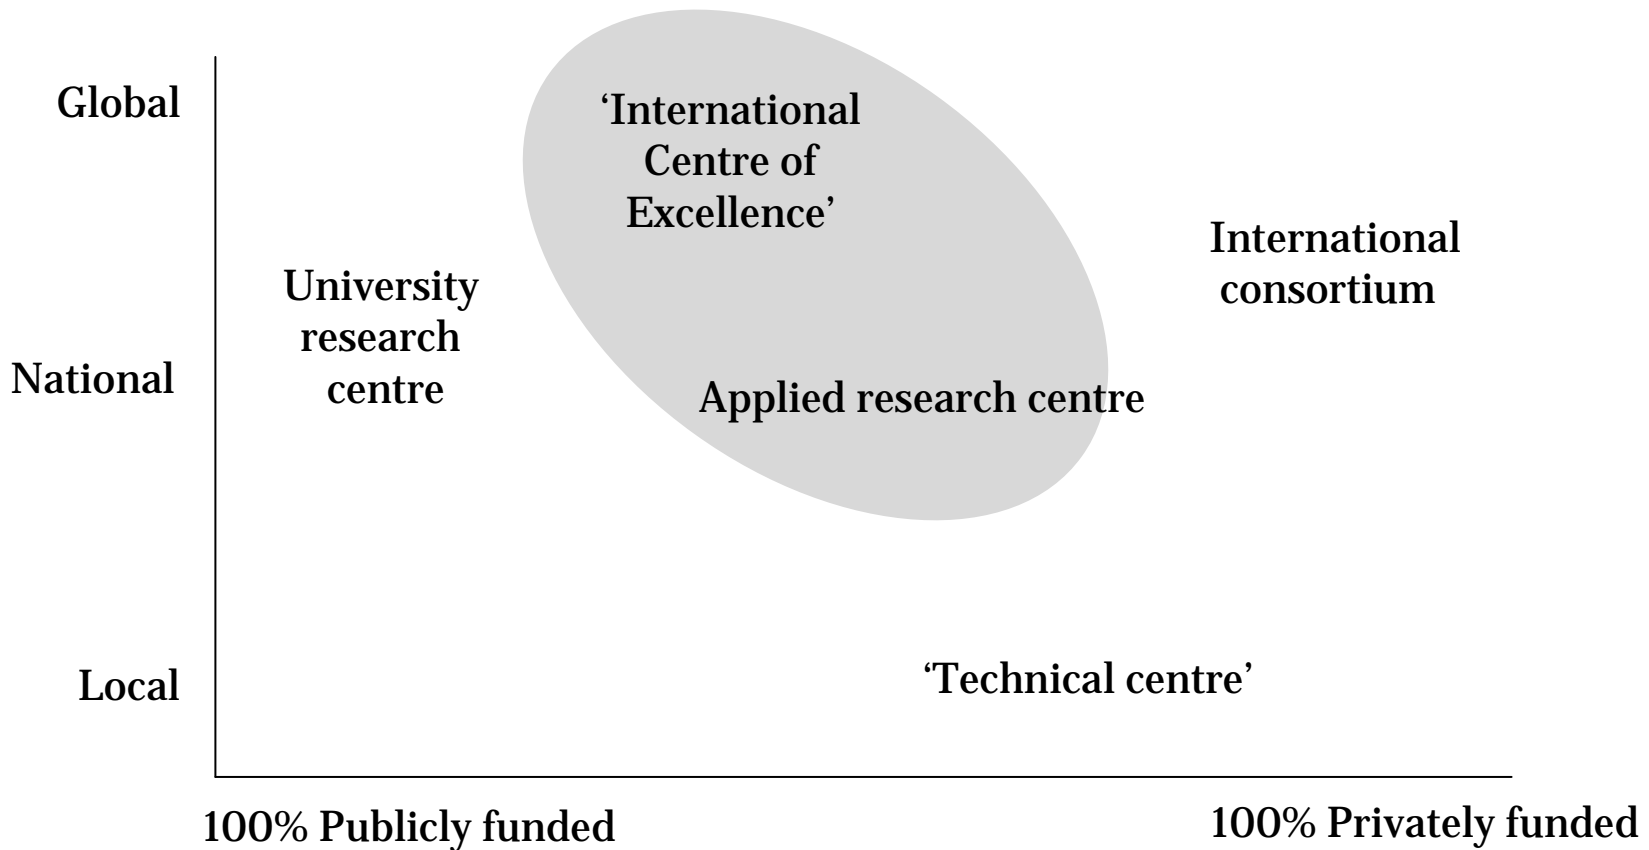 Global
‘International
Centre of
Excellence’
International
consortium
University
research
centre
National
Applied research centre
Local
‘Technical centre’
100% Publicly funded
100% Privately funded